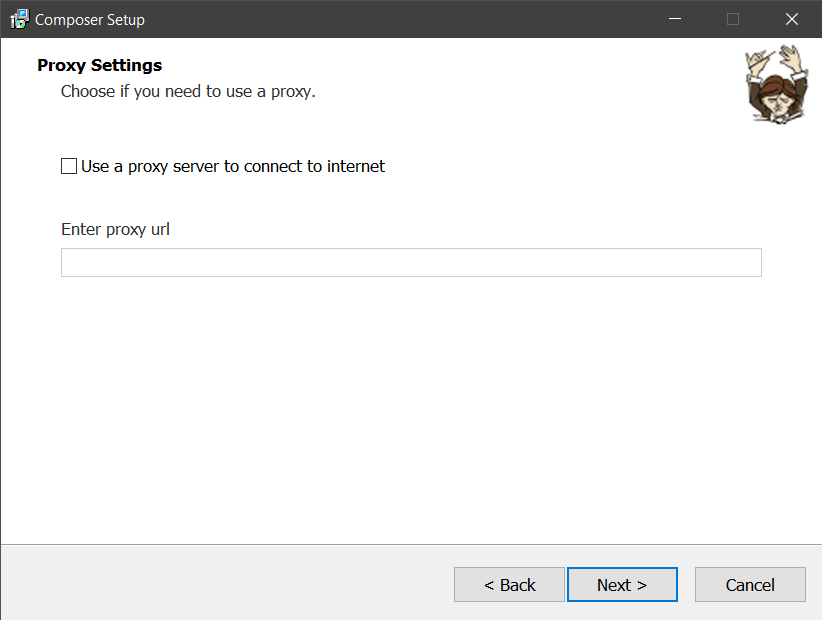 Composer Setup
Proxy Settings
Choose if you need to use a proxy.
Use a proxy server to connect to internet
Enter proxy url
< Back
Next >
Cancel